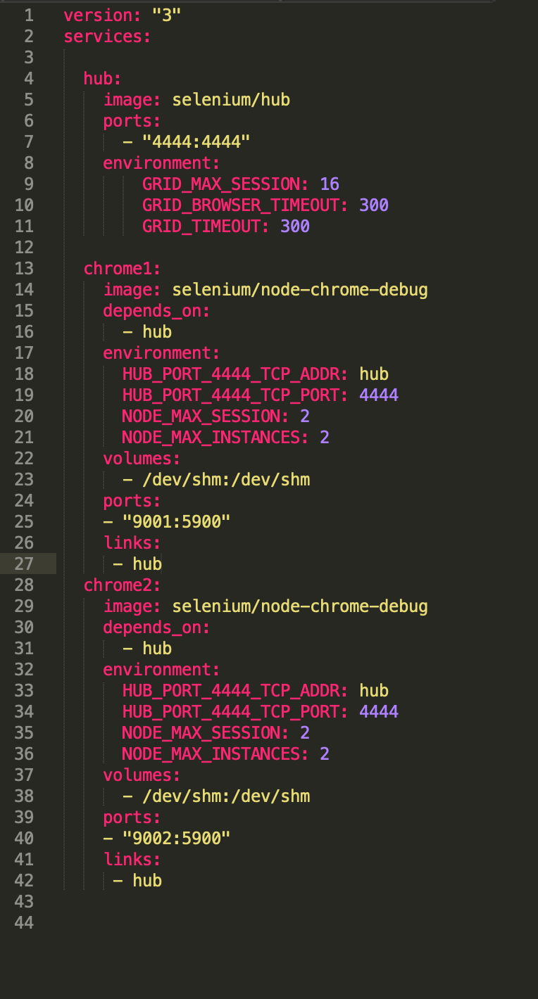 1 version: "3"
2 services:
3
4   hub:
5     image: selenium/hub
6     ports:
7       - "4444:4444"
8     environment:
9         GRID_MAX_SESSION: 16
10         GRID_BROWSER_TIMEOUT: 300
11         GRID_TIMEOUT: 300
12
13   chrome1:
14     image: selenium/node-chrome-debug
15     depends_on:
16       - hub
17     environment:
18       HUB_PORT_4444_TCP_ADDR: hub
19       HUB_PORT_4444_TCP_PORT: 4444
20       NODE_MAX_SESSION: 2
21       NODE_MAX_INSTANCES: 2
22     volumes:
23       - /dev/shm:/dev/shm
24     ports:
25     - "9001:5900"
26     links:
27      - hub
28   chrome2:
29     image: selenium/node-chrome-debug
30     depends_on:
31       - hub
32     environment:
33       HUB_PORT_4444_TCP_ADDR: hub
34       HUB_PORT_4444_TCP_PORT: 4444
35       NODE_MAX_SESSION: 2
36       NODE_MAX_INSTANCES: 2
37     volumes:
38       - /dev/shm:/dev/shm
39     ports:
40     - "9002:5900"
41     links:
42      - hub
43
44